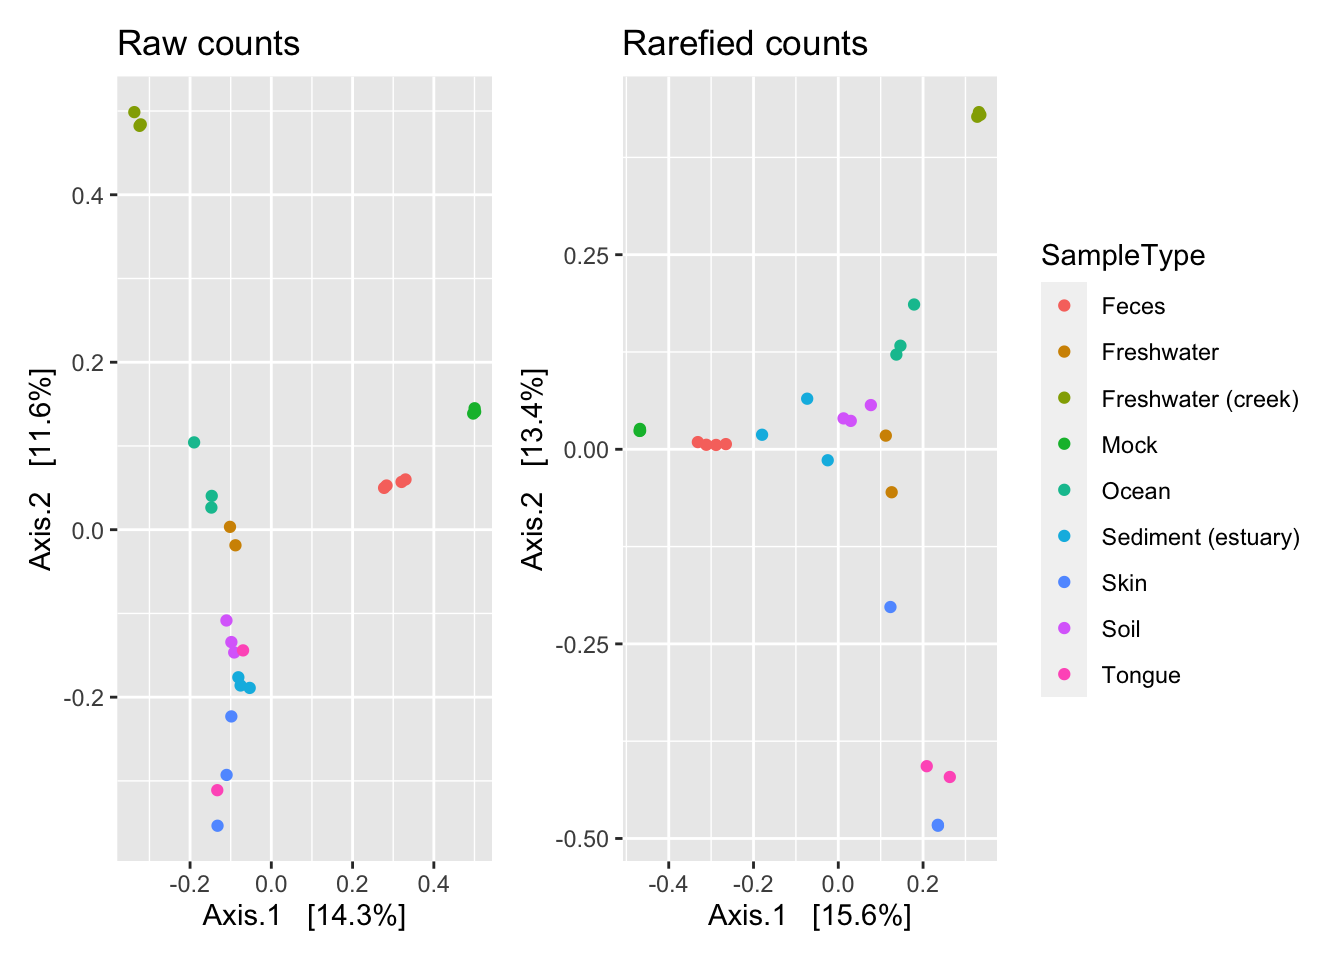 Raw counts
Axis.2   [11.6%]
0.4
0.2
0.0
-0.2
-0.2
0.0
0.2
0.4
Axis.1   [14.3%]
Rarefied counts
Axis.2   [13.4%]
0.25
0.00
-0.25
-0.50
-0.4
-0.2
0.0
0.2
Axis.1   [15.6%]
SampleType
Feces
Freshwater
Freshwater (creek)
Mock
Ocean
Sediment (estuary)
Skin
Soil
Tongue